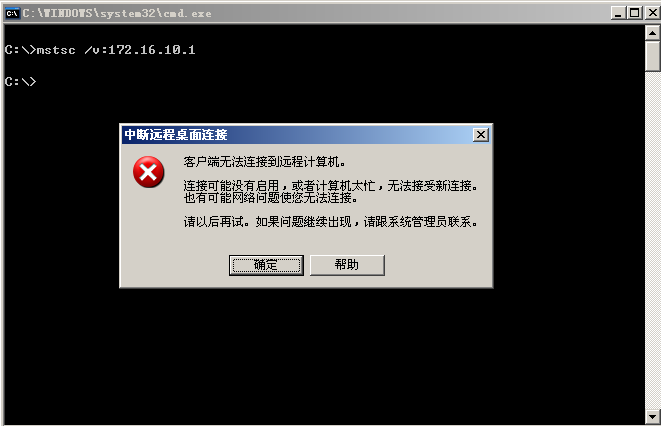 C:\WINDOWS\system32\cmd.exe
C:\>mstsc /v:172.16.10.1
C:\>
中断远程桌面连接
客户端无法连接到远程计算机。
连接可能没有启用，或者计算机太忙，无法接受新连接。
也有可能网络问题使您无法连接。
请以后再试。如果问题继续出现，请跟系统管理员联系。
确定
帮助